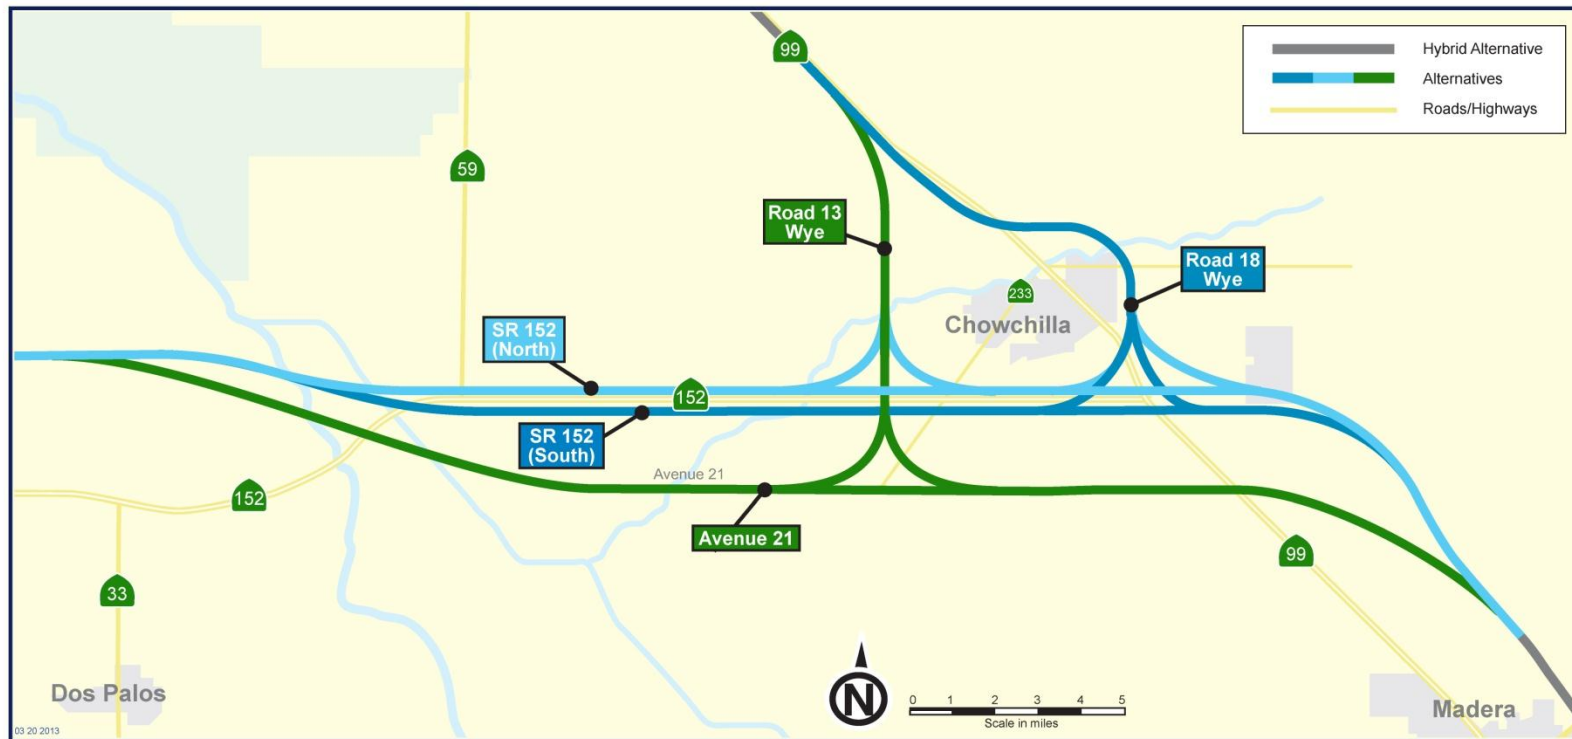 99
Hybrid Alternative
Alternatives
Roads/Highways
59
Road 13
Wye
Road 18
Wye
233
Chowchilla
SR 152
(North)
152
SR 152
(South)
Avenue 21
152
Avenue 21
99
33
Dos Palos
N
0 1 2 3 4 5
Scale in miles
Madera
03 20 2013